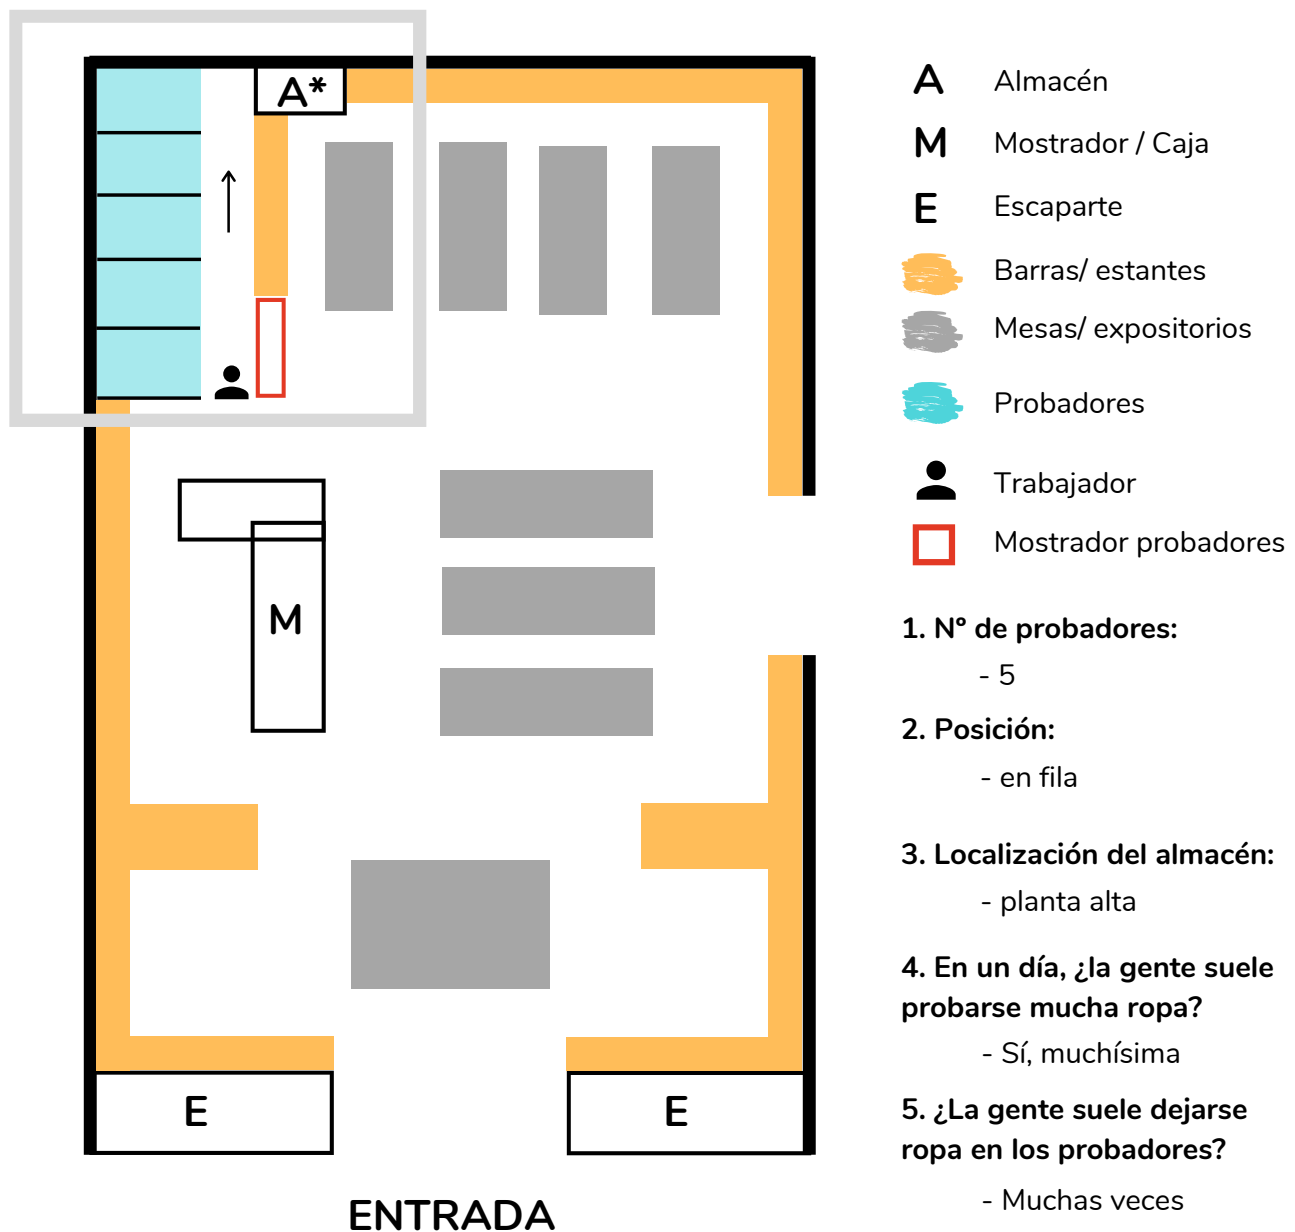 A*
M
E
E
ENTRADA
A Almacén
M Mostrador / Caja
E Escaparte
Barras/ estantes
Mesas/ expositorios
Probadores
Trabajador
Mostrador probadores
1. Nº de probadores:
- 5
2. Posición:
- en fila
3. Localización del almacén:
- planta alta
4. En un día, ¿la gente suele
probarse mucha ropa?
- Sí, muchísima
5. ¿La gente suele dejarse
ropa en los probadores?
- Muchas veces